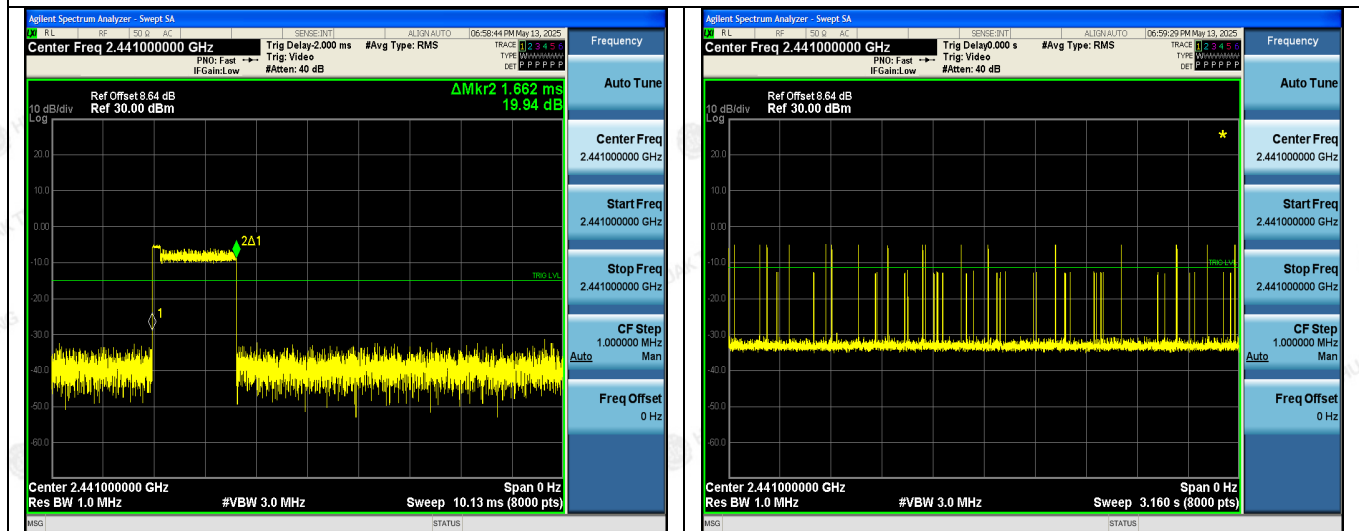 Agilent Spectrum Analyzer - Swept SA
LXI RL RF 50 Ω AC SENSE:INT ALIGN AUTO 06:58:44 PM May 13, 2025
Center Freq 2.441000000 GHz
Trig Delay-2.000 ms #Avg Type: RMS
TRACE 1 2 3 4 5 6
PNO: Fast Trig: Video
TYPE W
IFGain:Low #Atten: 40 dB
DET P P P P P P
ΔMkr2 1.662 ms
19.94 dB
Ref Offset 8.64 dB
10 dB/div Ref 30.00 dBm
Log
20.0
10.0
0.00
2Δ1
-10.0
TRIG LVL
-20.0
1
-30.0
-40.0
-50.0
-60.0
Center 2.441000000 GHz Span 0 Hz
Res BW 1.0 MHz #VBW 3.0 MHz Sweep 10.13 ms (8000 pts)
MSG STATUS
Frequency
Auto Tune
Center Freq
2.441000000 GHz
Start Freq
2.441000000 GHz
Stop Freq
2.441000000 GHz
CF Step
1.000000 MHz
Auto Man
Freq Offset
0 Hz
Agilent Spectrum Analyzer - Swept SA
LXI RL RF 50 Ω AC SENSE:INT ALIGN AUTO 06:59:29 PM May 13, 2025
Center Freq 2.441000000 GHz
Trig Delay0.000 s #Avg Type: RMS
TRACE 1 2 3 4 5 6
PNO: Fast Trig: Video
TYPE W
IFGain:Low #Atten: 40 dB
DET P P P P P P
Ref Offset 8.64 dB
10 dB/div Ref 30.00 dBm
Log
*
20.0
10.0
0.00
-10.0
TRIG LVL
-20.0
-30.0
-40.0
-50.0
-60.0
Center 2.441000000 GHz Span 0 Hz
Res BW 1.0 MHz #VBW 3.0 MHz Sweep 3.160 s (8000 pts)
MSG STATUS
Frequency
Auto Tune
Center Freq
2.441000000 GHz
Start Freq
2.441000000 GHz
Stop Freq
2.441000000 GHz
CF Step
1.000000 MHz
Auto Man
Freq Offset
0 Hz